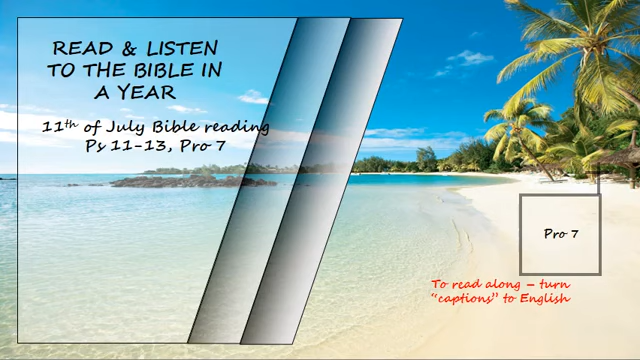 READ & LISTEN
TO THE BIBLE IN
A YEAR
11th of July Bible reading
Ps 11-13, Pro 7
Pro 7
To read along – turn
“captions” to English